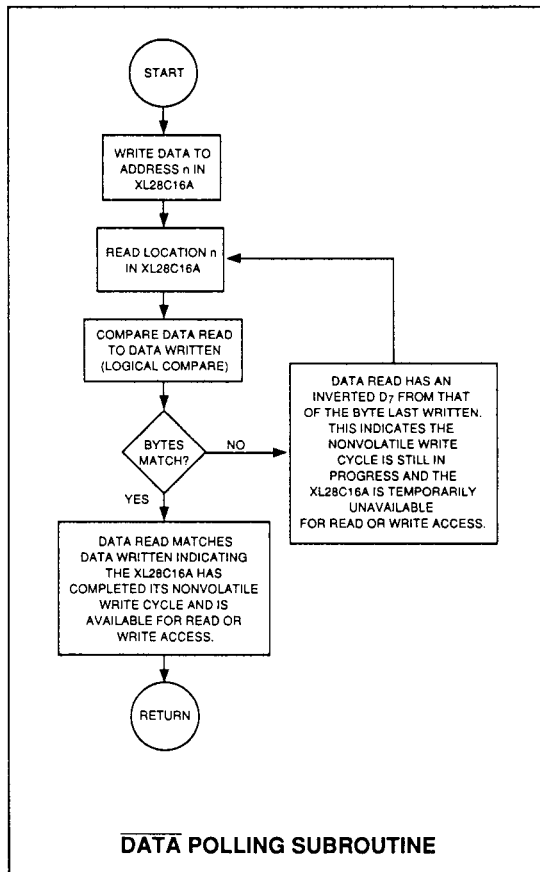 START
WRITE DATA TO
ADDRESS n IN
XL28C16A
READ LOCATION n
IN XL28C16A
COMPARE DATA READ
TO DATA WRITTEN
(LOGICAL COMPARE)
BYTES
MATCH?
NO
DATA READ HAS AN
INVERTED D7 FROM THAT
OF THE BYTE LAST WRITTEN.
THIS INDICATES THE
NONVOLATILE WRITE
CYCLE IS STILL IN
PROGRESS AND THE
XL28C16A IS TEMPORARILY
UNAVAILABLE
FOR READ OR WRITE ACCESS.
YES
DATA READ MATCHES
DATA WRITTEN INDICATING
THE XL28C16A HAS
COMPLETED ITS NONVOLATILE
WRITE CYCLE AND IS
AVAILABLE FOR READ OR
WRITE ACCESS.
RETURN
DATA POLLING SUBROUTINE